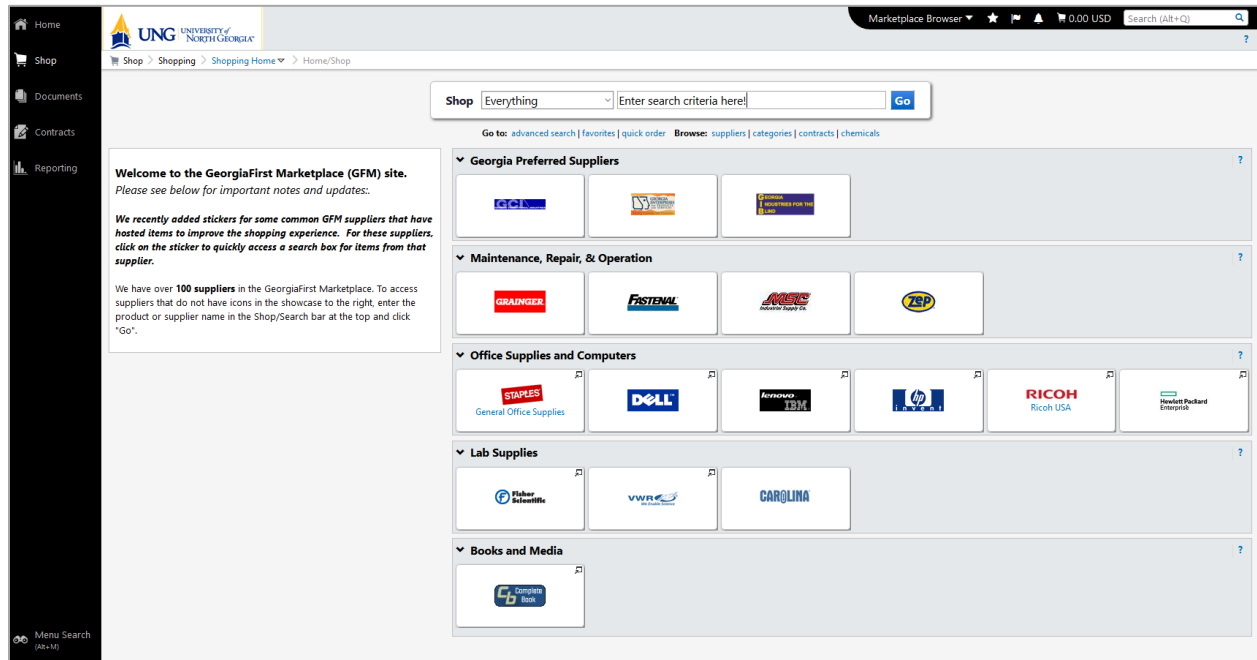 Home
Shop
Documents
Contracts
Reporting
Menu Search
(Alt+M)
UNG UNIVERSITY of NORTH GEORGIA™
Marketplace Browser 0.00 USD Search (Alt+Q)
?
Shop > Shopping > Shopping Home > Home/Shop
Shop Everything Enter search criteria here! Go
Go to: advanced search | favorites | quick order Browse: suppliers | categories | contracts | chemicals
Welcome to the GeorgiaFirst Marketplace (GFM) site.
Please see below for important notes and updates:.
We recently added stickers for some common GFM suppliers that have
hosted items to improve the shopping experience. For these suppliers,
click on the sticker to quickly access a search box for items from that
supplier.
We have over 100 suppliers in the GeorgiaFirst Marketplace. To access
suppliers that do not have icons in the showcase to the right, enter the
product or supplier name in the Shop/Search bar at the top and click
"Go".
Georgia Preferred Suppliers ?
GCI
GEORGIA
INDUSTRIES FOR THE
BLIND
Maintenance, Repair, & Operation ?
GRAINGER
FASTENAL
MSC
Industrial Supply Co.
ZEP
Office Supplies and Computers ?
STAPLES
General Office Supplies
DELL
lenovo
IBM
hp
invent
RICOH
Ricoh USA
Hewlett Packard
Enterprise
Lab Supplies ?
Fisher
Scientific
VWR
CAROLINA
Books and Media ?
Cb Complete
Book